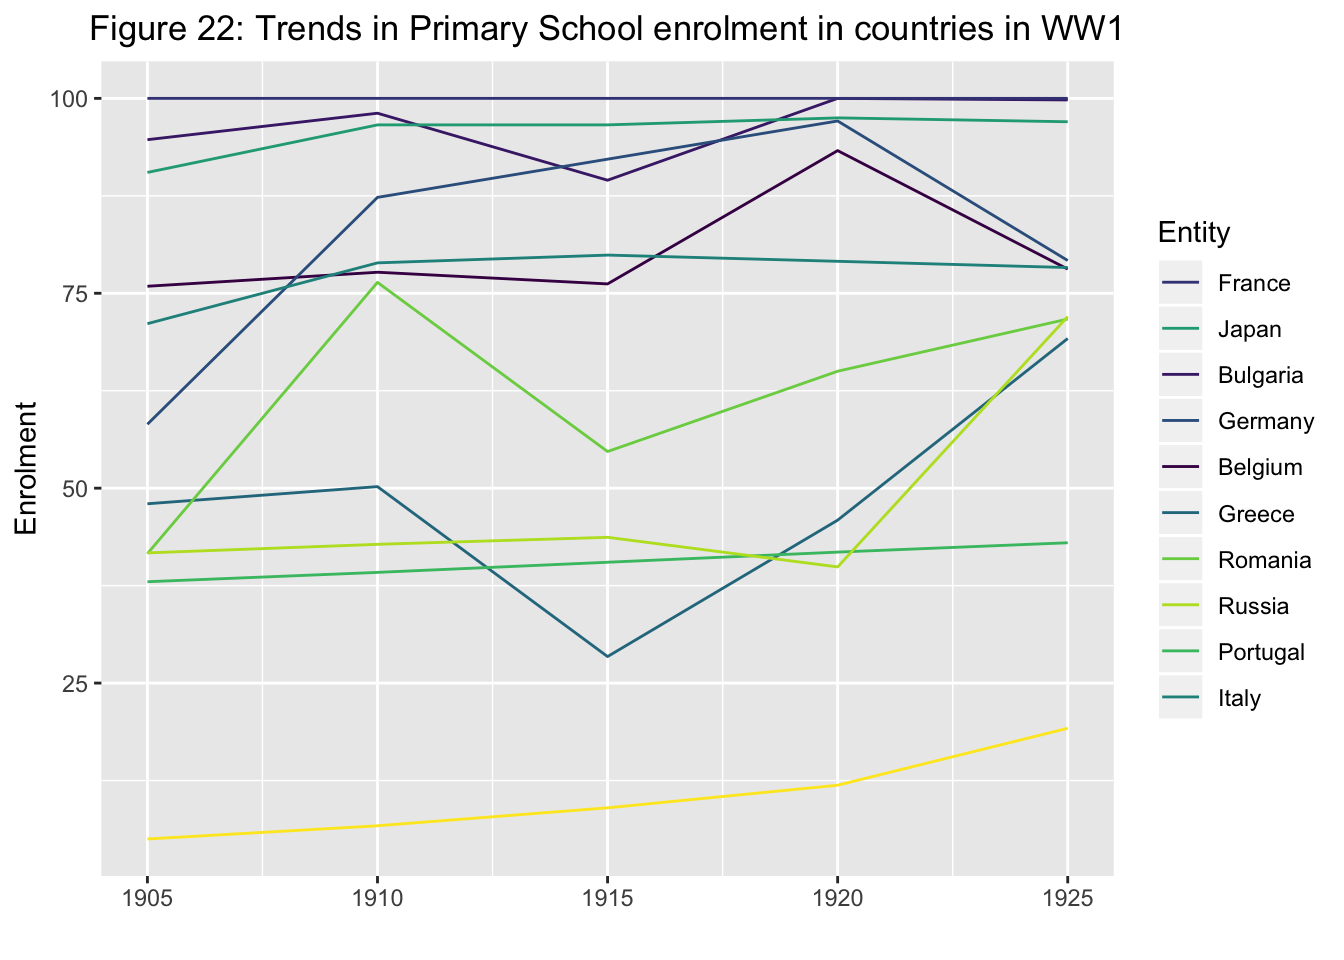 Figure 22: Trends in Primary School enrolment in countries in WW1
100
75
50
25
Enrolment
1905 1910 1915 1920 1925
Entity
France
Japan
Bulgaria
Germany
Belgium
Greece
Romania
Russia
Portugal
Italy